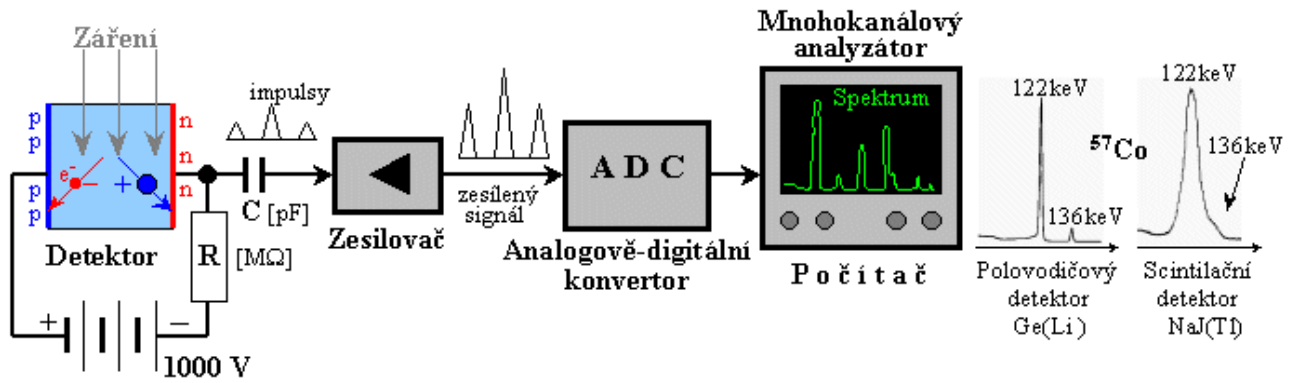 Záření
p
p
p
p
n
n
n
e-
−
+
Detektor
+
−
1000 V
R
[MΩ]
impulsy
C [pF]
Zesilovač
zesílený
signál
A D C
Analogově-digitální
konvertor
Mnohokanálový
analyzátor
Spektrum
P o č í t a č
122keV
136keV
Polovodičový
detektor
Ge(Li)
⁵⁷Co
122keV
136keV
Scintilační
detektor
NaJ(Tl)